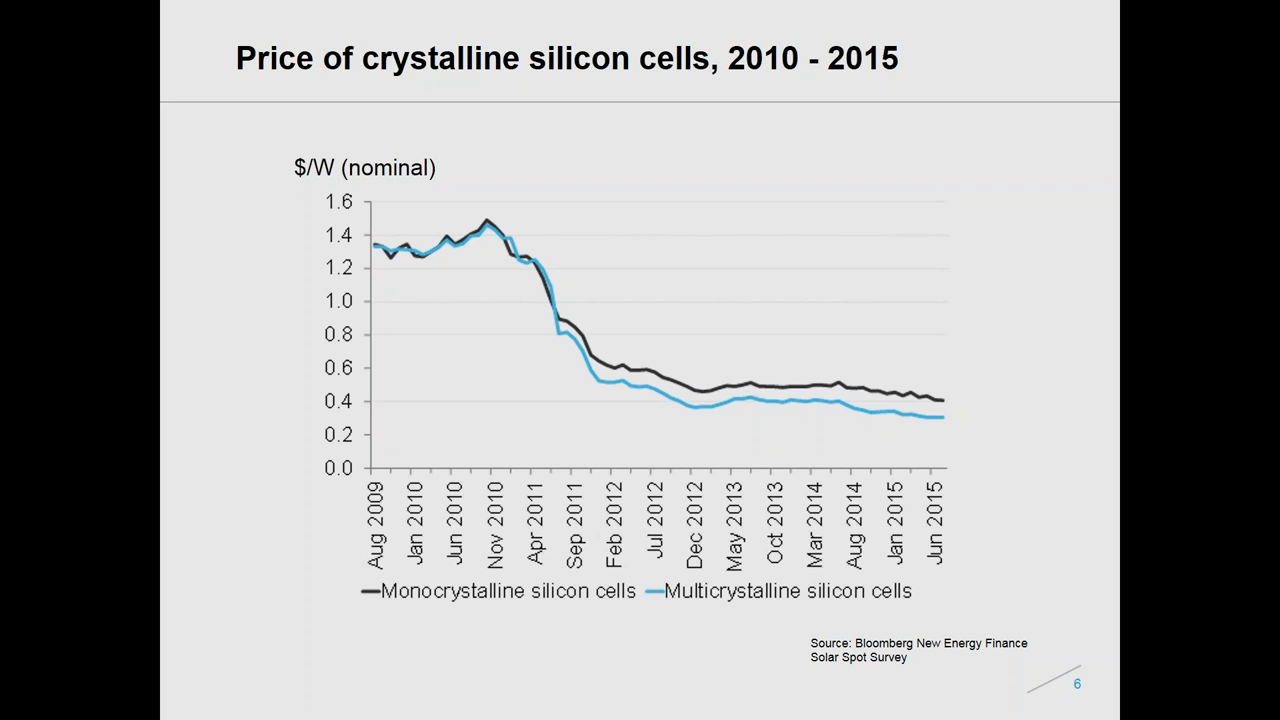 Price of crystalline silicon cells, 2010 - 2015
$/W (nominal)
1.6
1.4
1.2
1.0
0.8
0.6
0.4
0.2
0.0
Aug 2009
Jan 2010
Jun 2010
Nov 2010
Apr 2011
Sep 2011
Feb 2012
Jul 2012
Dec 2012
May 2013
Oct 2013
Mar 2014
Aug 2014
Jan 2015
Jun 2015
Monocrystalline silicon cells Multicrystalline silicon cells
Source: Bloomberg New Energy Finance
Solar Spot Survey
6